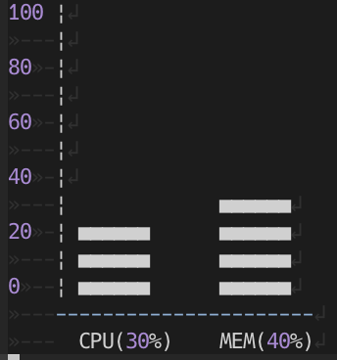 100 ¦
¦
80 ¦
¦
60 ¦
¦
40 ¦
¦ ▇▇▇▇▇
20 ¦ ▇▇▇▇▇ ▇▇▇▇▇
¦ ▇▇▇▇▇ ▇▇▇▇▇
0 ¦ ▇▇▇▇▇ ▇▇▇▇▇
------------------
CPU(30%) MEM(40%)